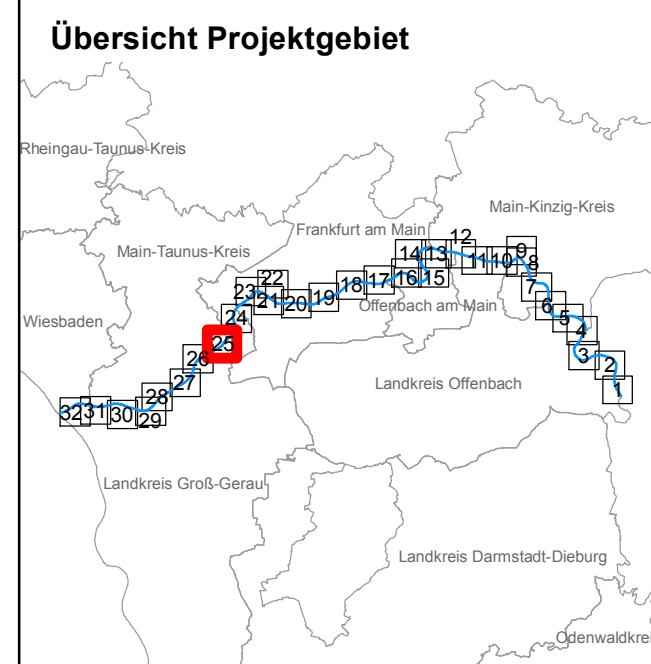 Übersicht Projektgebiet
Rheingau-Taunus-Kreis
Main-Kinzig-Kreis
Frankfurt am Main
Main-Taunus-Kreis
12
14 13
9
11 10 8
22
23 21
20 19 18 17 16 15
7
Offenbach am Main
6
5
Wiesbaden
24
4
25
26
3
2
27
Landkreis Offenbach
1
28
32 31 30 29
Landkreis Groß-Gerau
Landkreis Darmstadt-Dieburg
Odenwaldkrei